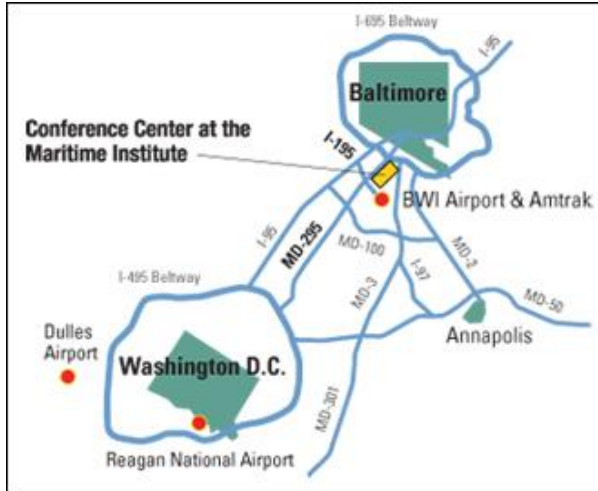 I-695 Beltway
I-95
Baltimore
Conference Center at the
Maritime Institute
I-195
BWI Airport & Amtrak
I-95
MD-295
MD-100
MD-2
I-495 Beltway
MD-3
I-97
MD-50
Dulles
Airport
Annapolis
Washington D.C.
MD-301
Reagan National Airport